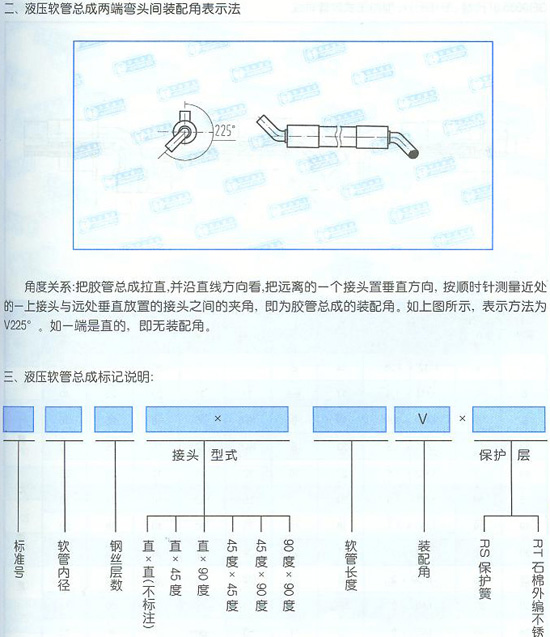 二、液压软管总成两端弯头间装配角表示法
225°
角度关系:把胶管总成拉直,并沿直线方向看,把远离的一个接头置垂直方向，按顺时针测量近处
的一上接头与远处垂直放置的接头之间的夹角，即为胶管总成的装配角。如上图所示，表示方法为
V225°。如一端是直的，即无装配角。
三、液压软管总成标记说明:
×
V
×
接头 型式
保护 层
标准号
软管内径
钢丝层数
直×直(不标注)
直×45度
直×90度
45度×45度
45度×90度
90度×90度
软管长度
装配角
RS 保护簧
RT 石棉外编不锈